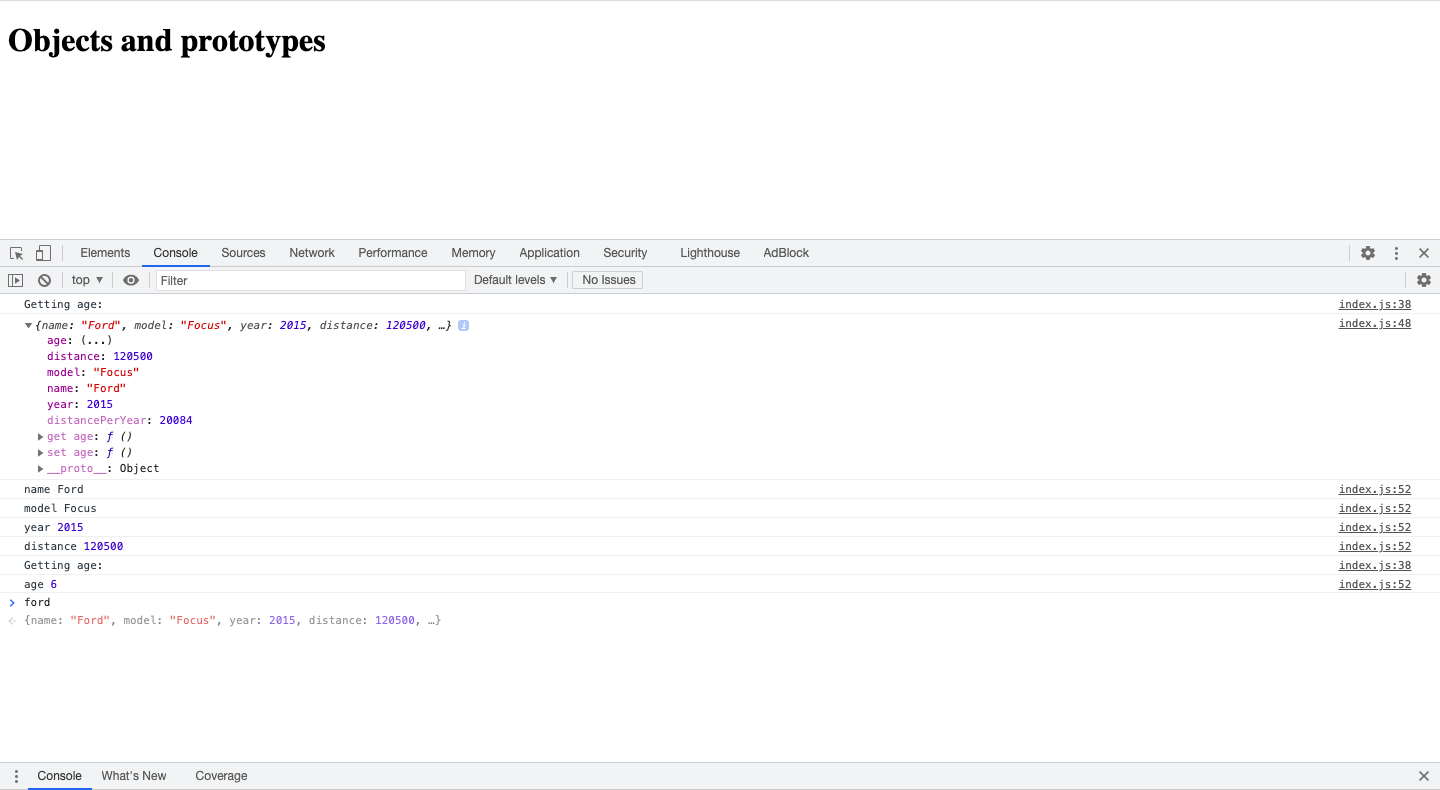 Objects and prototypes
Elements Console Sources Network Performance Memory Application Security Lighthouse AdBlock
top Filter Default levels No Issues
Getting age: index.js:38
{name: "Ford", model: "Focus", year: 2015, distance: 120500, …} i index.js:48
age: (...)
distance: 120500
model: "Focus"
name: "Ford"
year: 2015
distancePerYear: 20084
get age: ƒ ()
set age: ƒ ()
__proto__: Object
name Ford index.js:52
model Focus index.js:52
year 2015 index.js:52
distance 120500 index.js:52
Getting age: index.js:38
age 6 index.js:52
ford
{name: "Ford", model: "Focus", year: 2015, distance: 120500, …}
Console What's New Coverage